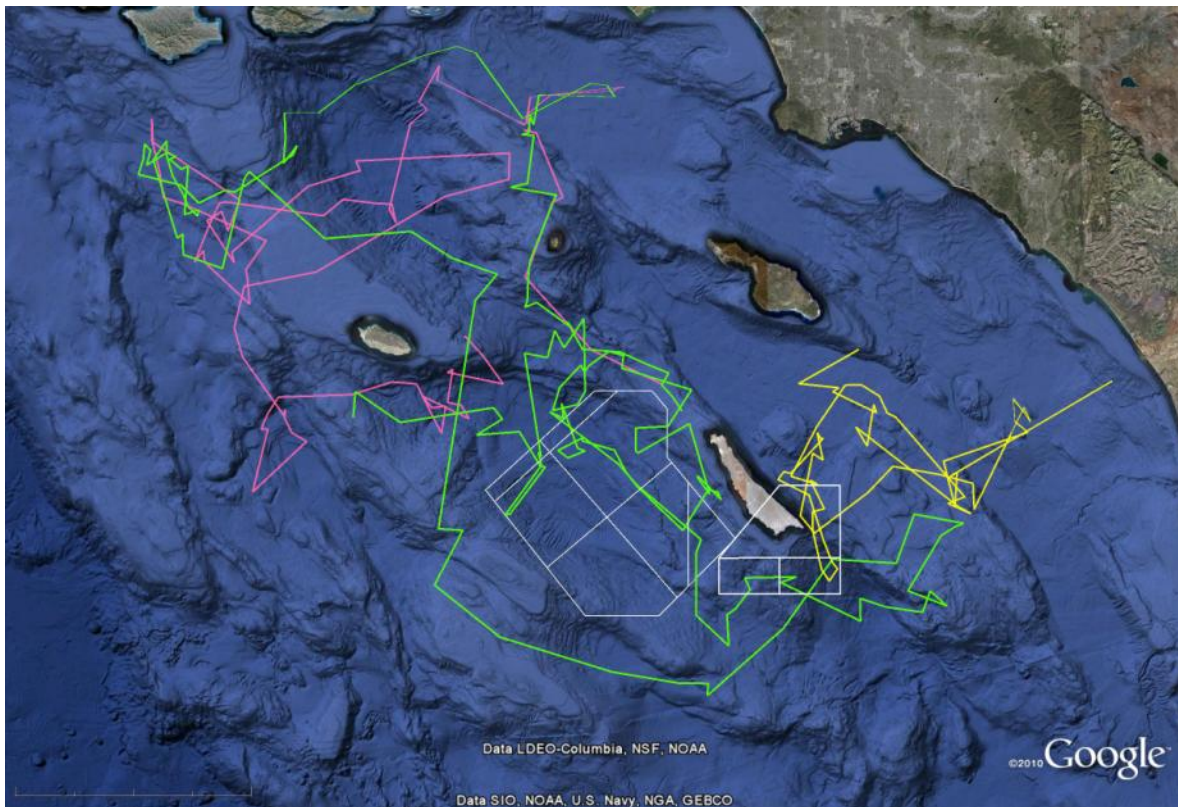 Data LDEO-Columbia, NSF, NOAA
©2010 Google
Data SIO, NOAA, U.S. Navy, NGA, GEBCO